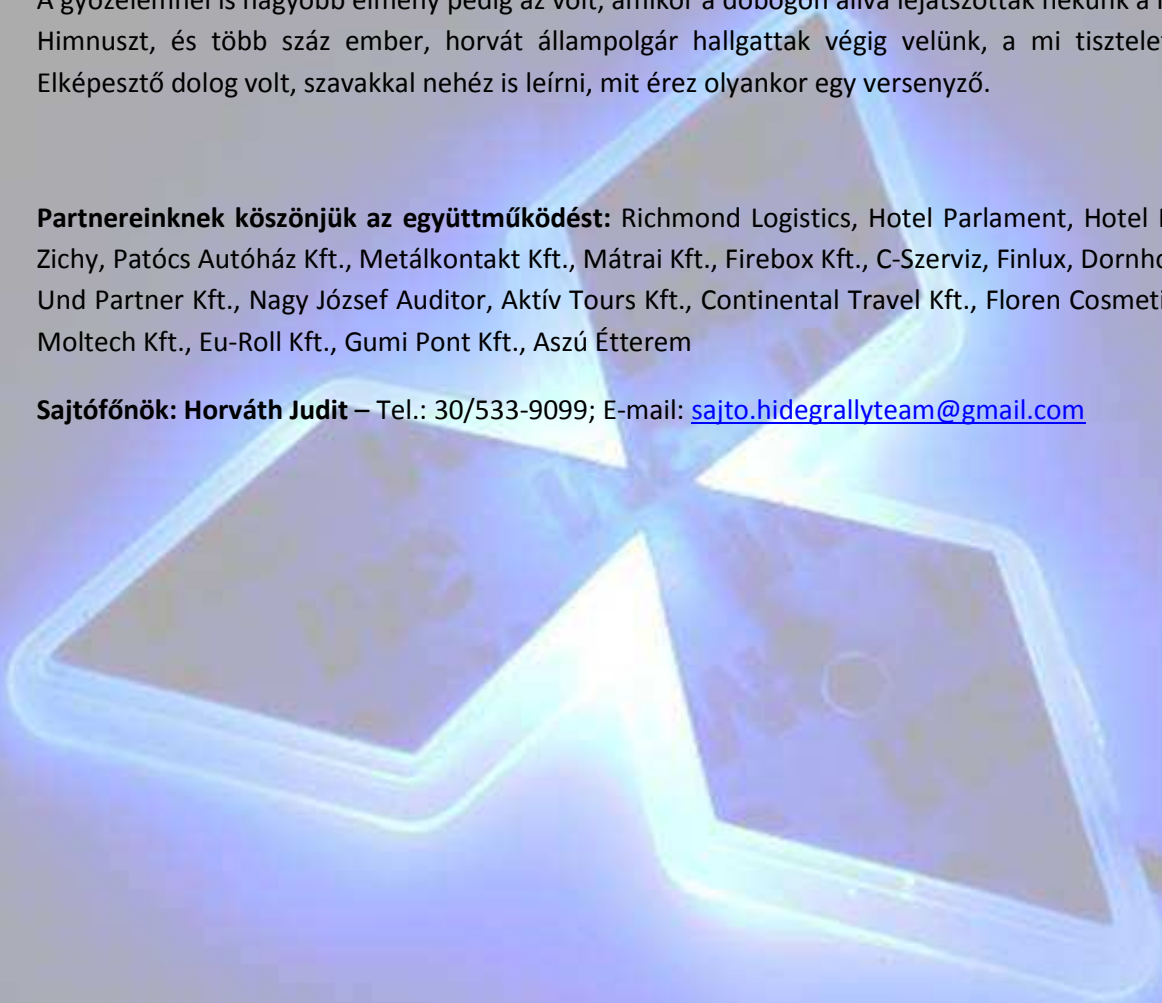 A győzelemnél is nagyobb élmény pedig az volt, amikor a dobogón állva lejátszották nekünk a
Himnuszt, és több száz ember, horvát állampolgár hallgattak végig velünk, a mi
Elképesztő dolog volt, szavakkal nehéz is leírni, mit érez olyankor egy versenyző.
Partnereinknek köszönjük az együttműködést: Richmond Logistics, Hotel Parlament, Hotel
Zichy, Patócs Autóház Kft., Metálkontakt Kft., Mátrai Kft., Firebox Kft., C-Szerviz, Finlux,
Und Partner Kft., Nagy József Auditor, Aktív Tours Kft., Continental Travel Kft., Floren
Moltech Kft., Eu-Roll Kft., Gumi Pont Kft., Aszú Étterem
Sajtófőnök: Horváth Judit – Tel.: 30/533-9099; E-mail: sajto.hidegrallyteam@gmail.com